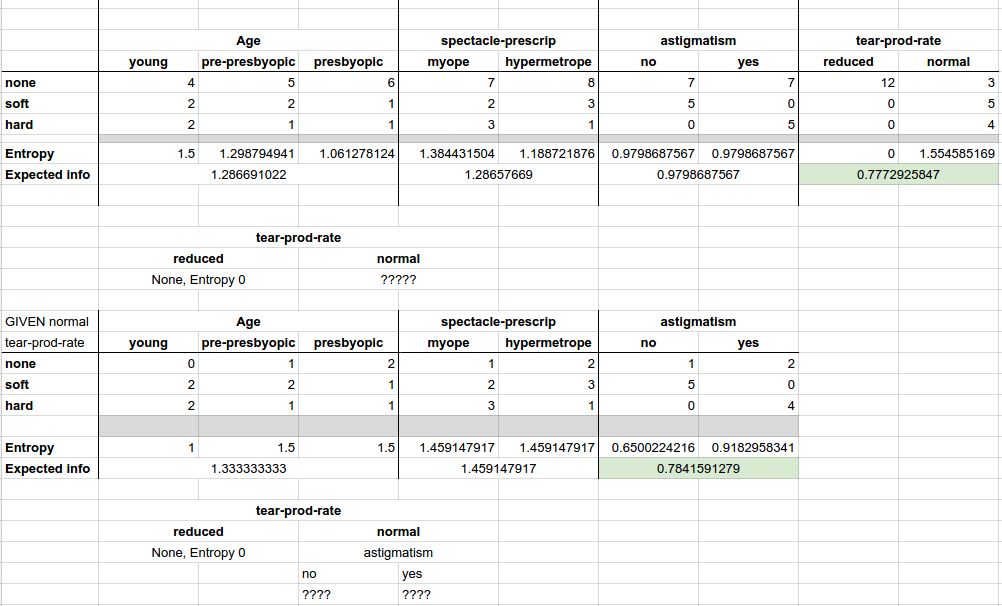 Age spectacle-prescrip astigmatism tear-prod-rate
young pre-presbyopic presbyopic myope hypermetrope no yes reduced normal
none 4 5 6 7 8 7 7 12 3
soft 2 2 1 2 3 5 0 0 5
hard 2 1 1 3 1 0 5 0 4
Entropy 1.5 1.298794941 1.061278124 1.384431504 1.188721876 0.9798687567 0.9798687567 0 1.554585169
Expected info 1.286691022 1.28657669 0.9798687567 0.7772925847
tear-prod-rate
reduced normal
None, Entropy 0 ?????
GIVEN normal Age spectacle-prescrip astigmatism
tear-prod-rate young pre-presbyopic presbyopic myope hypermetrope no yes
none 0 1 2 1 2 1 2
soft 2 2 1 2 3 5 0
hard 2 1 1 3 1 0 4
Entropy 1 1.5 1.5 1.459147917 1.459147917 0.6500224216 0.9182958341
Expected info 1.333333333 1.459147917 0.7841591279
tear-prod-rate
reduced normal
None, Entropy 0 astigmatism
no yes
???? ????